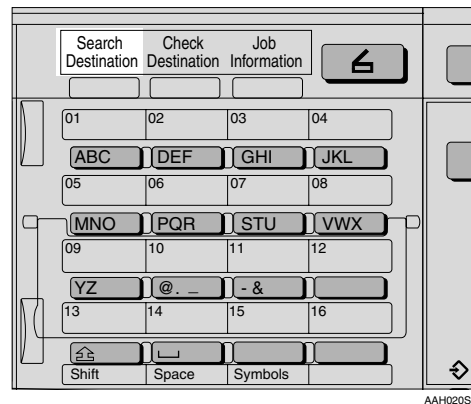 Search Destination
Check Destination
Job Information
01 02 03 04
ABC DEF GHI JKL
05 06 07 08
MNO PQR STU VWX
09 10 11 12
YZ @. _ - &
13 14 15 16
Shift Space Symbols
AAH020S